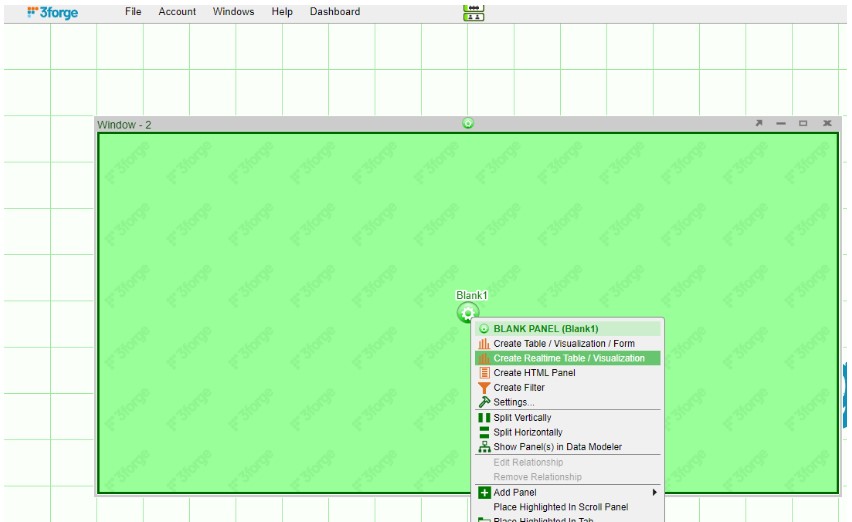 3forge File Account Windows Help Dashboard
Window - 2
Blank1
BLANK PANEL (Blank1)
Create Table / Visualization / Form
Create Realtime Table / Visualization
Create HTML Panel
Create Filter
Settings...
Split Vertically
Split Horizontally
Show Panel(s) in Data Modeler
Edit Relationship
Remove Relationship
Add Panel
Place Highlighted In Scroll Panel
Place Highlighted In Tab